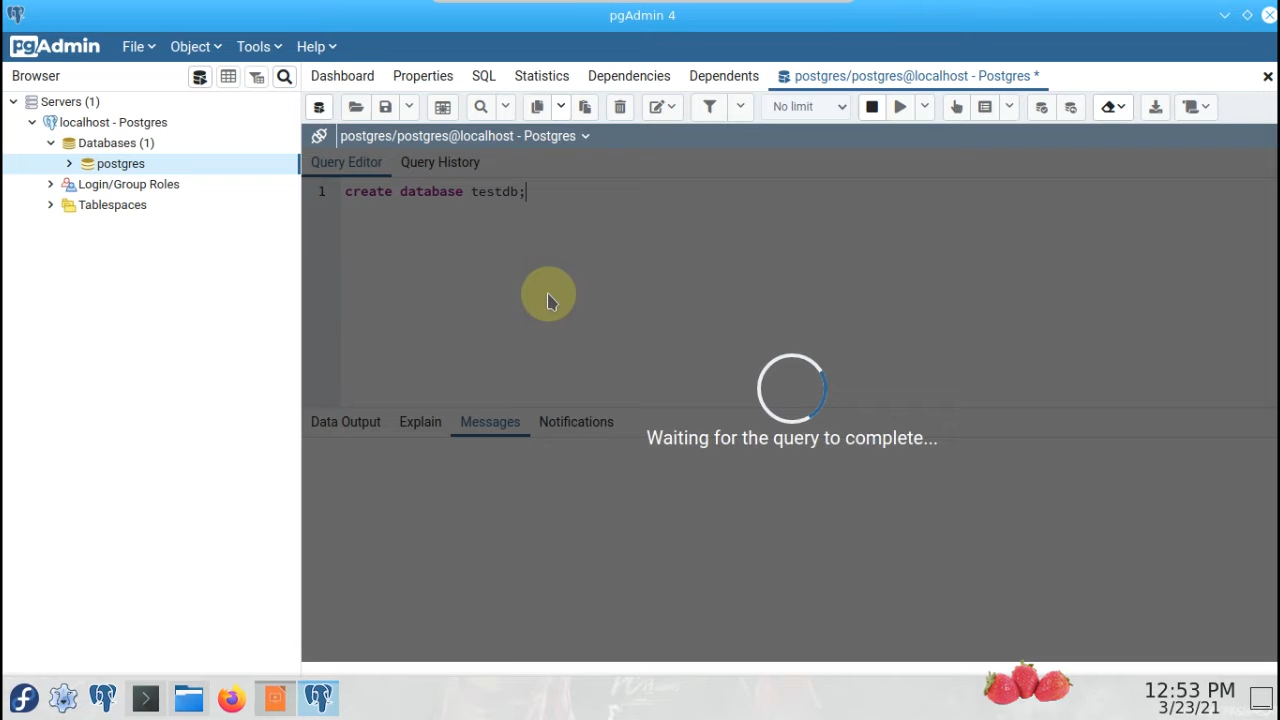 pgAdmin 4
pgAdmin File Object Tools Help
Browser
Dashboard Properties SQL Statistics Dependencies Dependents postgres/postgres@localhost - Postgres *
Servers (1)
localhost - Postgres
Databases (1)
postgres
Login/Group Roles
Tablespaces
No limit
postgres/postgres@localhost - Postgres
Query Editor Query History
1 create database testdb;
Waiting for the query to complete...
Data Output Explain Messages Notifications
12:53 PM
3/23/21